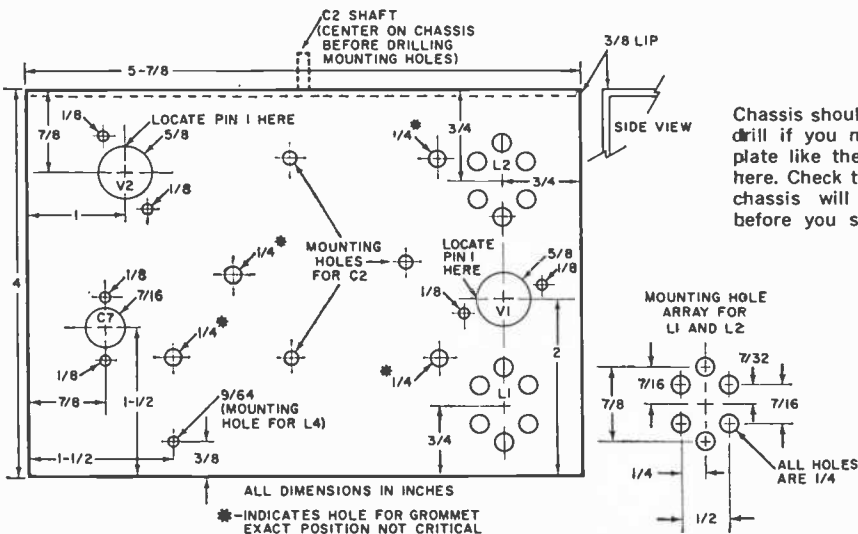 C2 SHAFT
(CENTER ON CHASSIS
BEFORE DRILLING
MOUNTING HOLES)
3/8 LIP
5-7/8
SIDE VIEW
1/8
LOCATE PIN 1 HERE
5/8
7/8
V2
1/8
1
1/4 *
3/4
L2
3/4
Chassis shoul
drill if you n
plate like the
here. Check t
chassis will
before you s
4
1/4 *
MOUNTING
HOLES
FOR C2
LOCATE
PIN 1
HERE
5/8
1/8
1/8
V1
2
1/8
7/16
C7
1/8
1/4 *
7/8
1-1/2
* 1/4
L1
3/4
9/64
(MOUNTING
HOLE FOR L4)
1-1/2
3/8
MOUNTING HOLE
ARRAY FOR
L1 AND L2
7/32
7/16
7/8
7/16
1/4
1/2
ALL HOLES
ARE 1/4
ALL DIMENSIONS IN INCHES
*-INDICATES HOLE FOR GROMMET
EXACT POSITION NOT CRITICAL